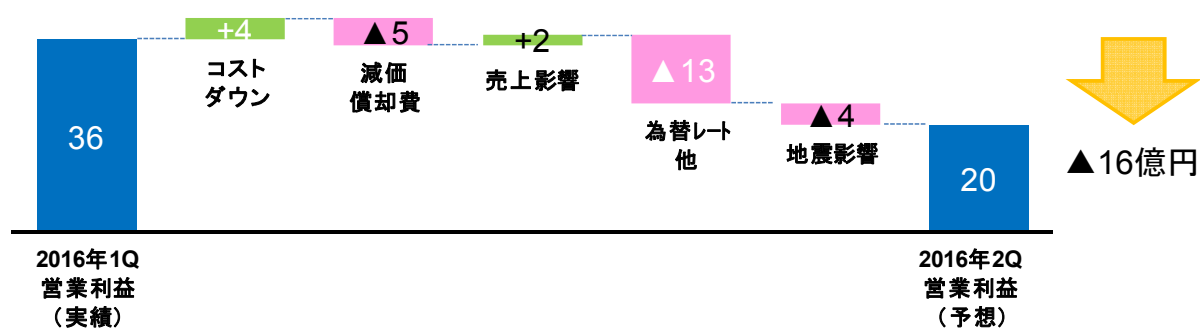 +4
コスト
ダウン
▲5
減価
償却費
+2
売上影響
▲13
為替ﾚｰﾄ
他
▲4
地震影響
36
20
▲16億円
2016年1Q
営業利益
（実績）
2016年2Q
営業利益
（予想）